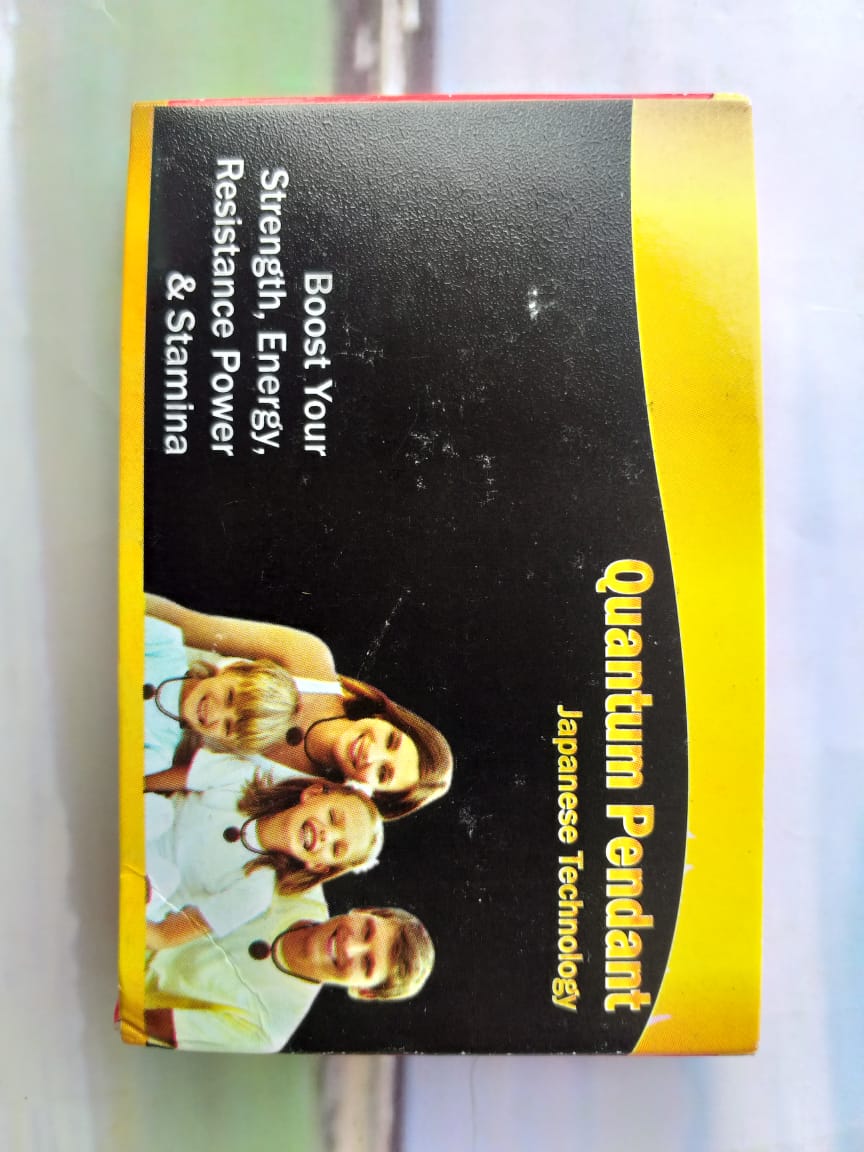 Quantum Pendant
Japanese Technology
Boost Your
Strength, Energy,
Resistance Power
& Stamina